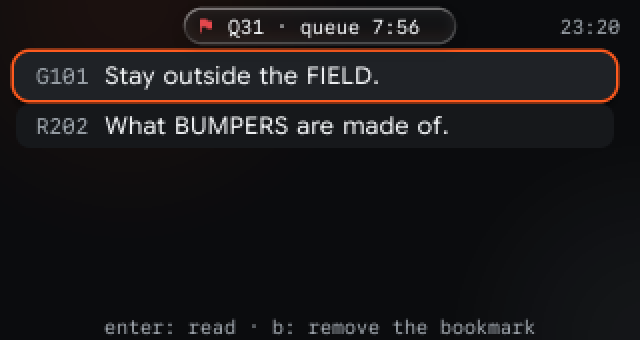 Q31 · queue 7:56
23:20
G101 Stay outside the FIELD.
R202 What BUMPERS are made of.
enter: read · b: remove the bookmark